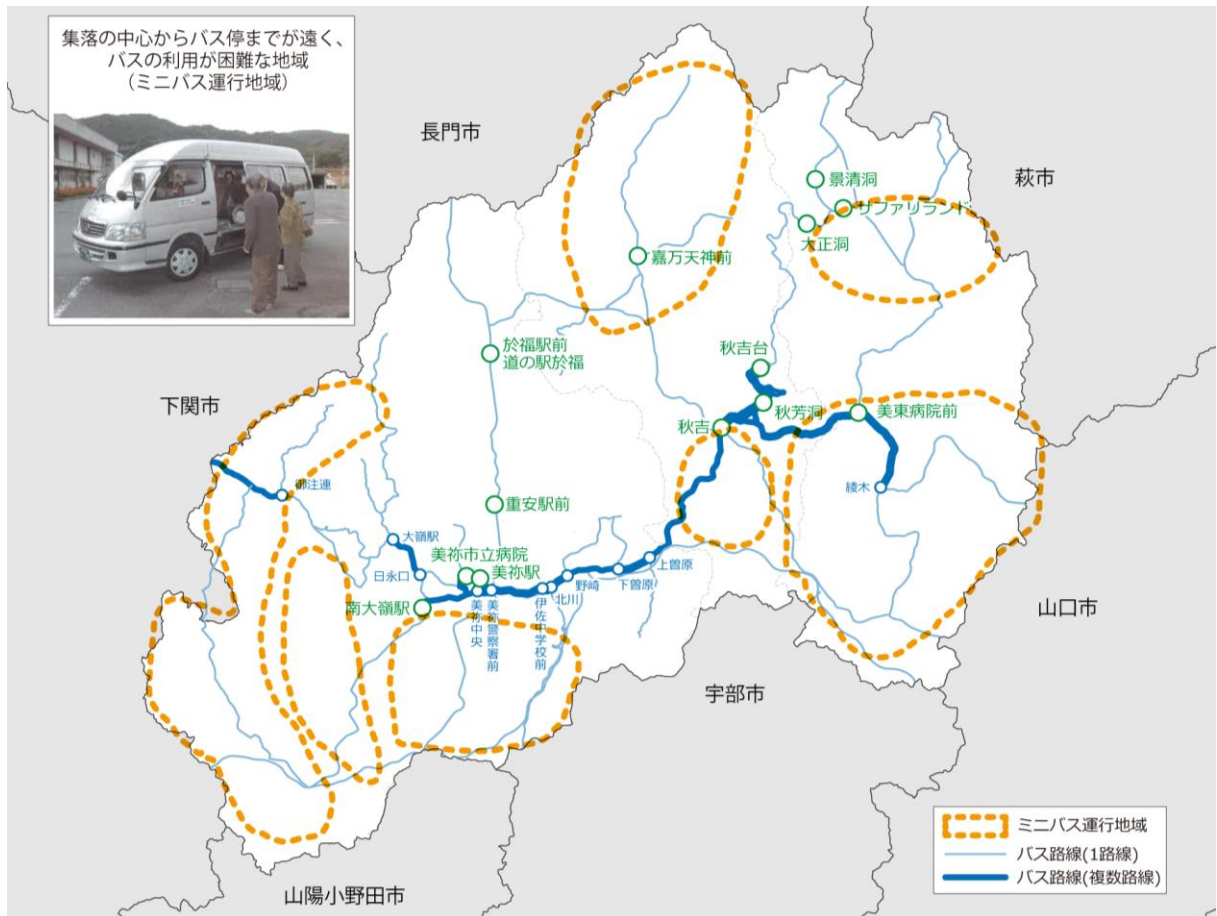 集落の中心からバス停までが遠く、
バスの利用が困難な地域
（ミニバス運行地域）
長門市
萩市
景清洞
サファリランド
大正洞
嘉万天神前
於福駅前
道の駅於福
秋吉台
下関市
秋芳洞
美東病院前
秋吉
御注連
綾木
重安駅前
大嶺駅
美祢市立病院
美祢駅
上曽原
日永口
野崎
下曽原
北川
南大嶺駅
美祢中央
美祢警察署前
伊佐中学校前
山口市
宇部市
山陽小野田市
ミニバス運行地域
バス路線(1路線)
バス路線(複数路線)